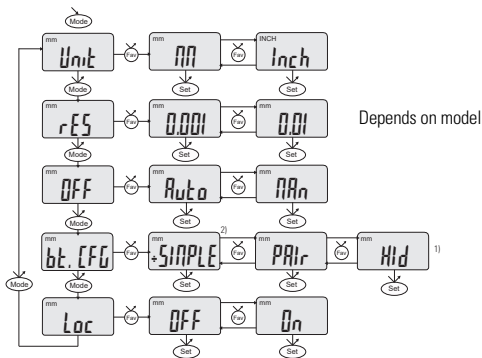 Mode
mm
Unit
Fav
mm
MM
INCH
Inch
Mode
Fav
Set
mm
rES
Fav
mm
0.001
Fav
mm
0.01
Depends on model
Mode
Set
Set
mm
OFF
Fav
mm
Auto
Fav
mm
MAn
Mode
Set
Set
mm
bt. CFG
Fav
mm
÷SIMPLE
2)
Fav
mm
PAIr
Fav
mm
HId
1)
Mode
Mode
Set
mm
Loc
Fav
mm
OFF
Fav
mm
On
Set
Set